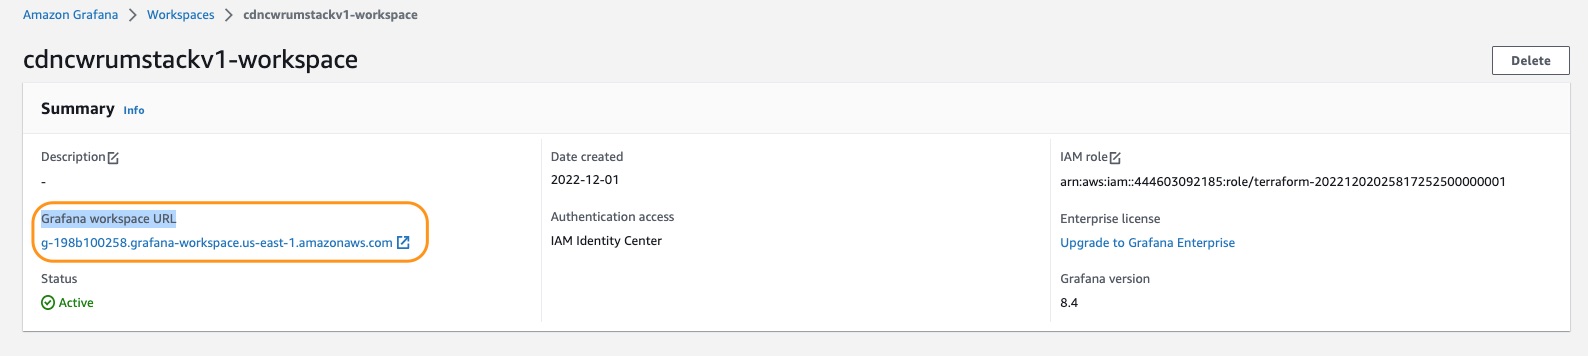 Amazon Grafana > Workspaces > cdncwrumstackv1-workspace
cdncwrumstackv1-workspace
Delete
Summary Info
Description
-
Grafana workspace URL
g-198b100258.grafana-workspace.us-east-1.amazonaws.com
Status
Active
Date created
2022-12-01
Authentication access
IAM Identity Center
IAM role
arn:aws:iam::444603092185:role/terraform-20221202025817252500000001
Enterprise license
Upgrade to Grafana Enterprise
Grafana version
8.4